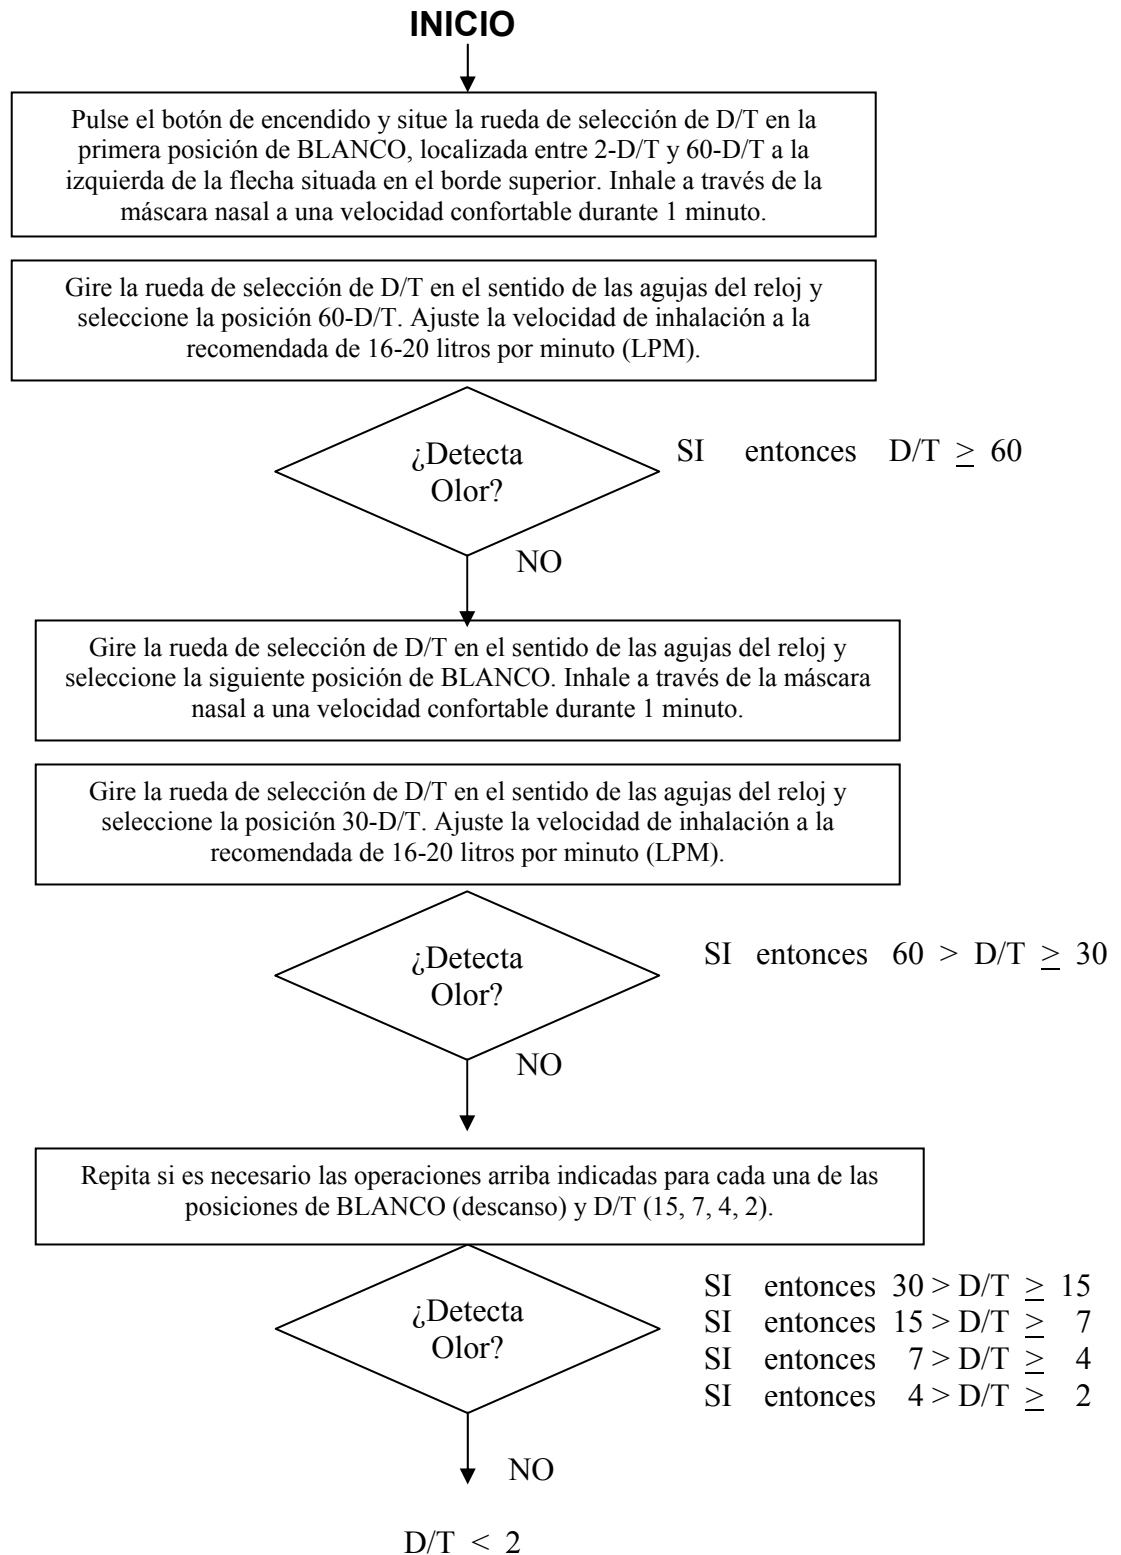 INICIO
Pulse el botón de encendido y situe la rueda de selección de D/T en la
primera posición de BLANCO, localizada entre 2-D/T y 60-D/T a la
izquierda de la flecha situada en el borde superior. Inhale a través de la
máscara nasal a una velocidad confortable durante 1 minuto.
Gire la rueda de selección de D/T en el sentido de las agujas del reloj y
seleccione la posición 60-D/T. Ajuste la velocidad de inhalación a la
recomendada de 16-20 litros por minuto (LPM).
¿Detecta
Olor?
SI entonces D/T ≥ 60
NO
Gire la rueda de selección de D/T en el sentido de las agujas del reloj y
seleccione la siguiente posición de BLANCO. Inhale a través de la máscara
nasal a una velocidad confortable durante 1 minuto.
Gire la rueda de selección de D/T en el sentido de las agujas del reloj y
seleccione la posición 30-D/T. Ajuste la velocidad de inhalación a la
recomendada de 16-20 litros por minuto (LPM).
¿Detecta
Olor?
SI entonces 60 > D/T ≥ 30
NO
Repita si es necesario las operaciones arriba indicadas para cada una de las
posiciones de BLANCO (descanso) y D/T (15, 7, 4, 2).
¿Detecta
Olor?
SI entonces 30 > D/T ≥ 15
SI entonces 15 > D/T ≥ 7
SI entonces 7 > D/T ≥ 4
SI entonces 4 > D/T ≥ 2
NO
D/T < 2